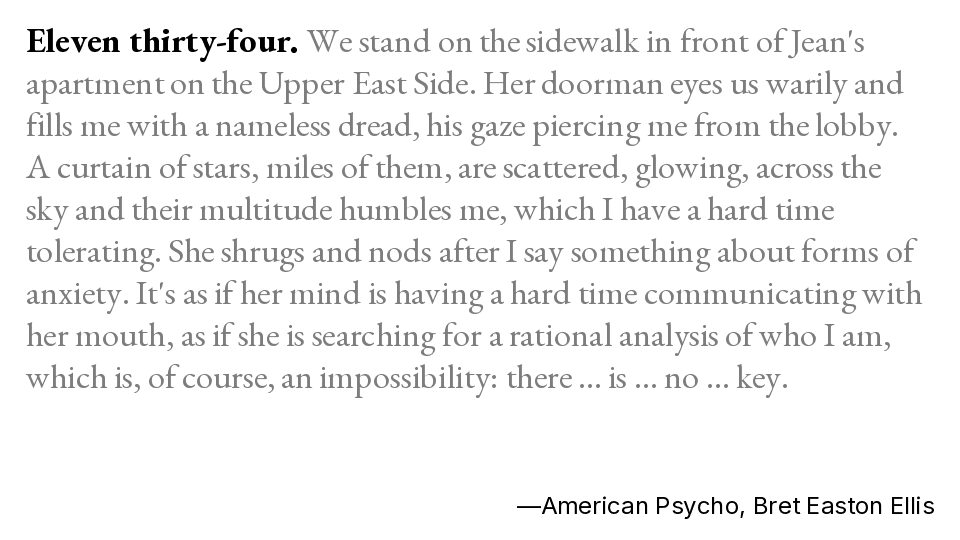 Eleven thirty-four. We stand on the sidewalk in front of Jean's
apartment on the Upper East Side. Her doorman eyes us warily and
fills me with a nameless dread, his gaze piercing me from the lobby.
A curtain of stars, miles of them, are scattered, glowing, across the
sky and their multitude humbles me, which I have a hard time
tolerating. She shrugs and nods after I say something about forms of
anxiety. It's as if her mind is having a hard time communicating with
her mouth, as if she is searching for a rational analysis of who I am,
which is, of course, an impossibility: there ... is ... no ... key.
—American Psycho, Bret Easton Ellis